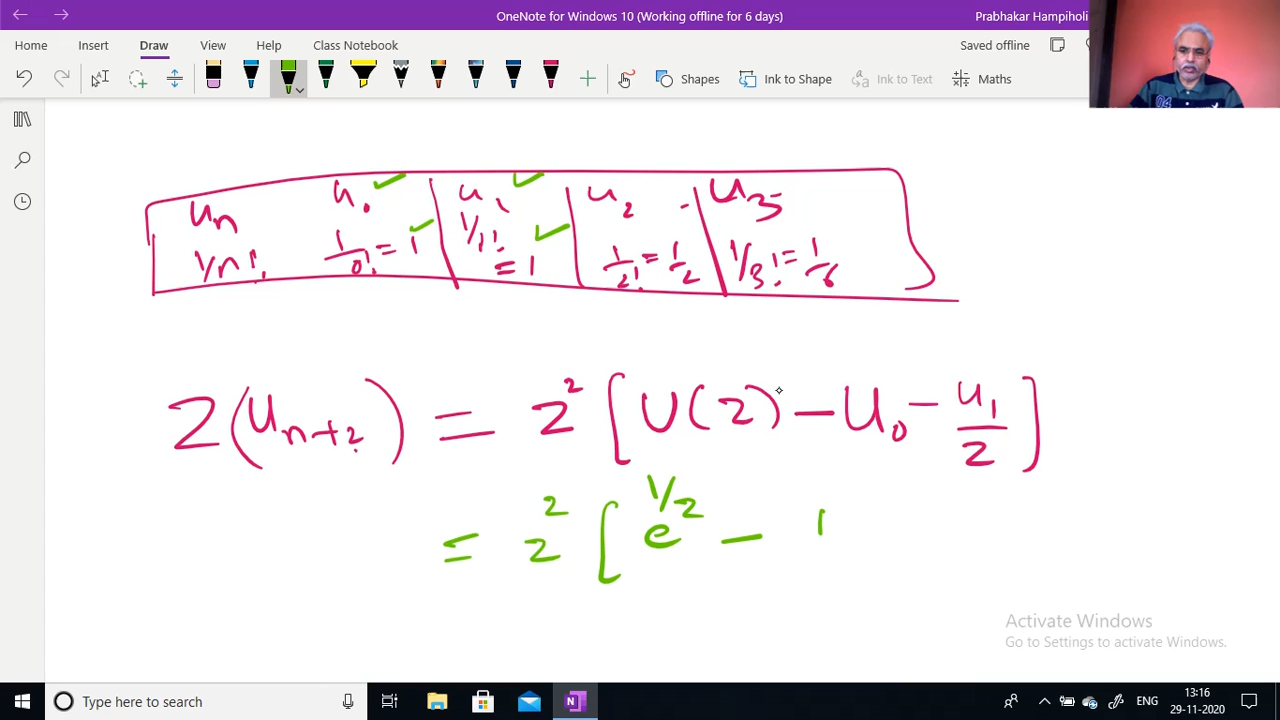 OneNote for Windows 10 (Working offline for 6 days)
Prabhakar Hampiholi
Home Insert Draw View Help Class Notebook
Saved offline
Shapes Ink to Shape Ink to Text Maths
uₙ u₀ ✓ u₁ ✓ u₂ u₃
1/n! 1/0! = 1 ✓ 1/1! = 1 ✓ 1/2! = 1/2 1/3! = 1/6
Z(uₙ₊₂) = z² [U(z) − u₀ − u₁/z]
= z² [e^(1/z) − 1
Activate Windows
Go to Settings to activate Windows.
Type here to search
ENG
13:16
29-11-2020